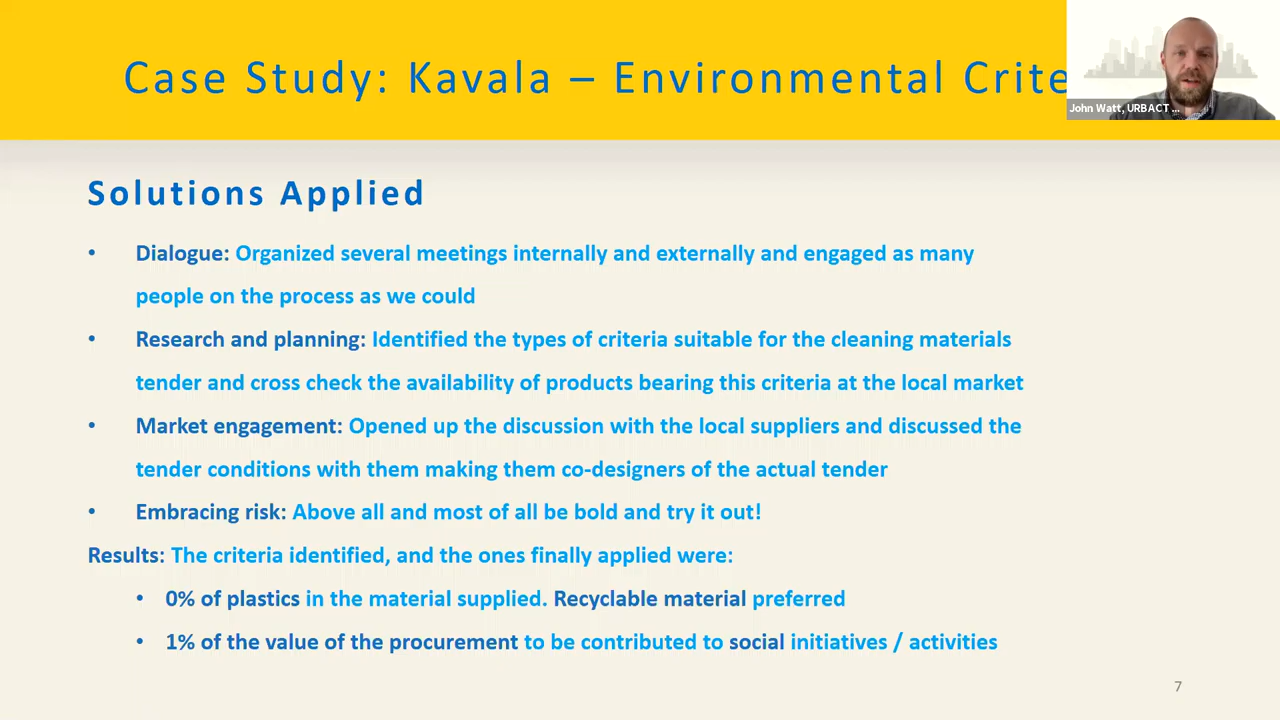 Case Study: Kavala – Environmental Crite
John Watt, URBACT ...
Solutions Applied
• Dialogue: Organized several meetings internally and externally and engaged as many
people on the process as we could
• Research and planning: Identified the types of criteria suitable for the cleaning materials
tender and cross check the availability of products bearing this criteria at the local market
• Market engagement: Opened up the discussion with the local suppliers and discussed the
tender conditions with them making them co-designers of the actual tender
• Embracing risk: Above all and most of all be bold and try it out!
Results: The criteria identified, and the ones finally applied were:
• 0% of plastics in the material supplied. Recyclable material preferred
• 1% of the value of the procurement to be contributed to social initiatives / activities
7